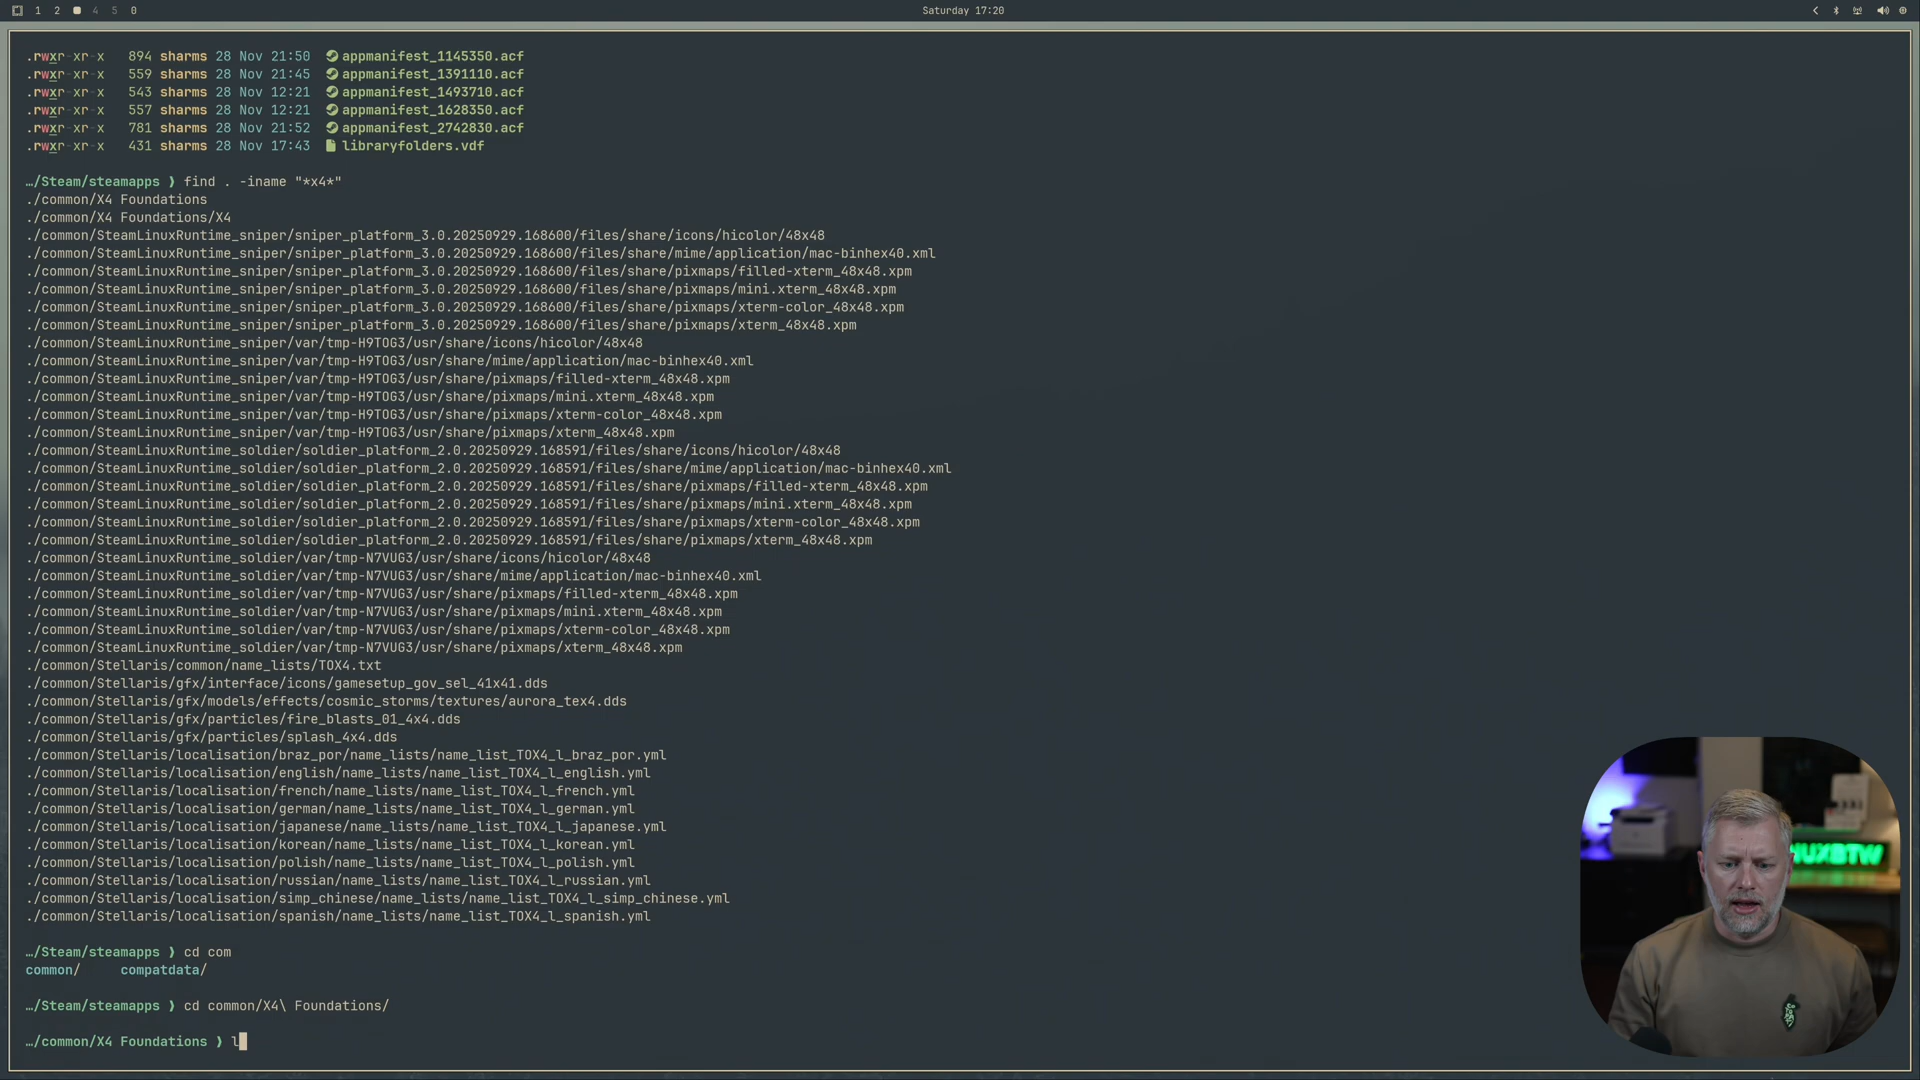 1 2 4 5 0
Saturday 17:20
.rwxr-xr-x 894 sharms 28 Nov 21:50 appmanifest_1145350.acf
.rwxr-xr-x 559 sharms 28 Nov 21:45 appmanifest_1391110.acf
.rwxr-xr-x 543 sharms 28 Nov 12:21 appmanifest_1493710.acf
.rwxr-xr-x 557 sharms 28 Nov 12:21 appmanifest_1628350.acf
.rwxr-xr-x 781 sharms 28 Nov 21:52 appmanifest_2742830.acf
.rwxr-xr-x 431 sharms 28 Nov 17:43 libraryfolders.vdf
…/Steam/steamapps ❯ find . -iname "*x4*"
./common/X4 Foundations
./common/X4 Foundations/X4
./common/SteamLinuxRuntime_sniper/sniper_platform_3.0.20250929.168600/files/share/icons/hicolor/48x48
./common/SteamLinuxRuntime_sniper/sniper_platform_3.0.20250929.168600/files/share/mime/application/mac-binhex40.xml
./common/SteamLinuxRuntime_sniper/sniper_platform_3.0.20250929.168600/files/share/pixmaps/filled-xterm_48x48.xpm
./common/SteamLinuxRuntime_sniper/sniper_platform_3.0.20250929.168600/files/share/pixmaps/mini.xterm_48x48.xpm
./common/SteamLinuxRuntime_sniper/sniper_platform_3.0.20250929.168600/files/share/pixmaps/xterm-color_48x48.xpm
./common/SteamLinuxRuntime_sniper/sniper_platform_3.0.20250929.168600/files/share/pixmaps/xterm_48x48.xpm
./common/SteamLinuxRuntime_sniper/var/tmp-H9TOG3/usr/share/icons/hicolor/48x48
./common/SteamLinuxRuntime_sniper/var/tmp-H9TOG3/usr/share/mime/application/mac-binhex40.xml
./common/SteamLinuxRuntime_sniper/var/tmp-H9TOG3/usr/share/pixmaps/filled-xterm_48x48.xpm
./common/SteamLinuxRuntime_sniper/var/tmp-H9TOG3/usr/share/pixmaps/mini.xterm_48x48.xpm
./common/SteamLinuxRuntime_sniper/var/tmp-H9TOG3/usr/share/pixmaps/xterm-color_48x48.xpm
./common/SteamLinuxRuntime_sniper/var/tmp-H9TOG3/usr/share/pixmaps/xterm_48x48.xpm
./common/SteamLinuxRuntime_soldier/soldier_platform_2.0.20250929.168591/files/share/icons/hicolor/48x48
./common/SteamLinuxRuntime_soldier/soldier_platform_2.0.20250929.168591/files/share/mime/application/mac-binhex40.xml
./common/SteamLinuxRuntime_soldier/soldier_platform_2.0.20250929.168591/files/share/pixmaps/filled-xterm_48x48.xpm
./common/SteamLinuxRuntime_soldier/soldier_platform_2.0.20250929.168591/files/share/pixmaps/mini.xterm_48x48.xpm
./common/SteamLinuxRuntime_soldier/soldier_platform_2.0.20250929.168591/files/share/pixmaps/xterm-color_48x48.xpm
./common/SteamLinuxRuntime_soldier/soldier_platform_2.0.20250929.168591/files/share/pixmaps/xterm_48x48.xpm
./common/SteamLinuxRuntime_soldier/var/tmp-N7VUG3/usr/share/icons/hicolor/48x48
./common/SteamLinuxRuntime_soldier/var/tmp-N7VUG3/usr/share/mime/application/mac-binhex40.xml
./common/SteamLinuxRuntime_soldier/var/tmp-N7VUG3/usr/share/pixmaps/filled-xterm_48x48.xpm
./common/SteamLinuxRuntime_soldier/var/tmp-N7VUG3/usr/share/pixmaps/mini.xterm_48x48.xpm
./common/SteamLinuxRuntime_soldier/var/tmp-N7VUG3/usr/share/pixmaps/xterm-color_48x48.xpm
./common/SteamLinuxRuntime_soldier/var/tmp-N7VUG3/usr/share/pixmaps/xterm_48x48.xpm
./common/Stellaris/common/name_lists/TOX4.txt
./common/Stellaris/gfx/interface/icons/gamesetup_gov_sel_41x41.dds
./common/Stellaris/gfx/models/effects/cosmic_storms/textures/aurora_tex4.dds
./common/Stellaris/gfx/particles/fire_blasts_01_4x4.dds
./common/Stellaris/gfx/particles/splash_4x4.dds
./common/Stellaris/localisation/braz_por/name_lists/name_list_TOX4_l_braz_por.yml
./common/Stellaris/localisation/english/name_lists/name_list_TOX4_l_english.yml
./common/Stellaris/localisation/french/name_lists/name_list_TOX4_l_french.yml
./common/Stellaris/localisation/german/name_lists/name_list_TOX4_l_german.yml
./common/Stellaris/localisation/japanese/name_lists/name_list_TOX4_l_japanese.yml
./common/Stellaris/localisation/korean/name_lists/name_list_TOX4_l_korean.yml
./common/Stellaris/localisation/polish/name_lists/name_list_TOX4_l_polish.yml
./common/Stellaris/localisation/russian/name_lists/name_list_TOX4_l_russian.yml
./common/Stellaris/localisation/simp_chinese/name_lists/name_list_TOX4_l_simp_chinese.yml
./common/Stellaris/localisation/spanish/name_lists/name_list_TOX4_l_spanish.yml
…/Steam/steamapps ❯ cd com
common/ compatdata/
…/Steam/steamapps ❯ cd common/X4\ Foundations/
…/common/X4 Foundations ❯ l
NUXBTW